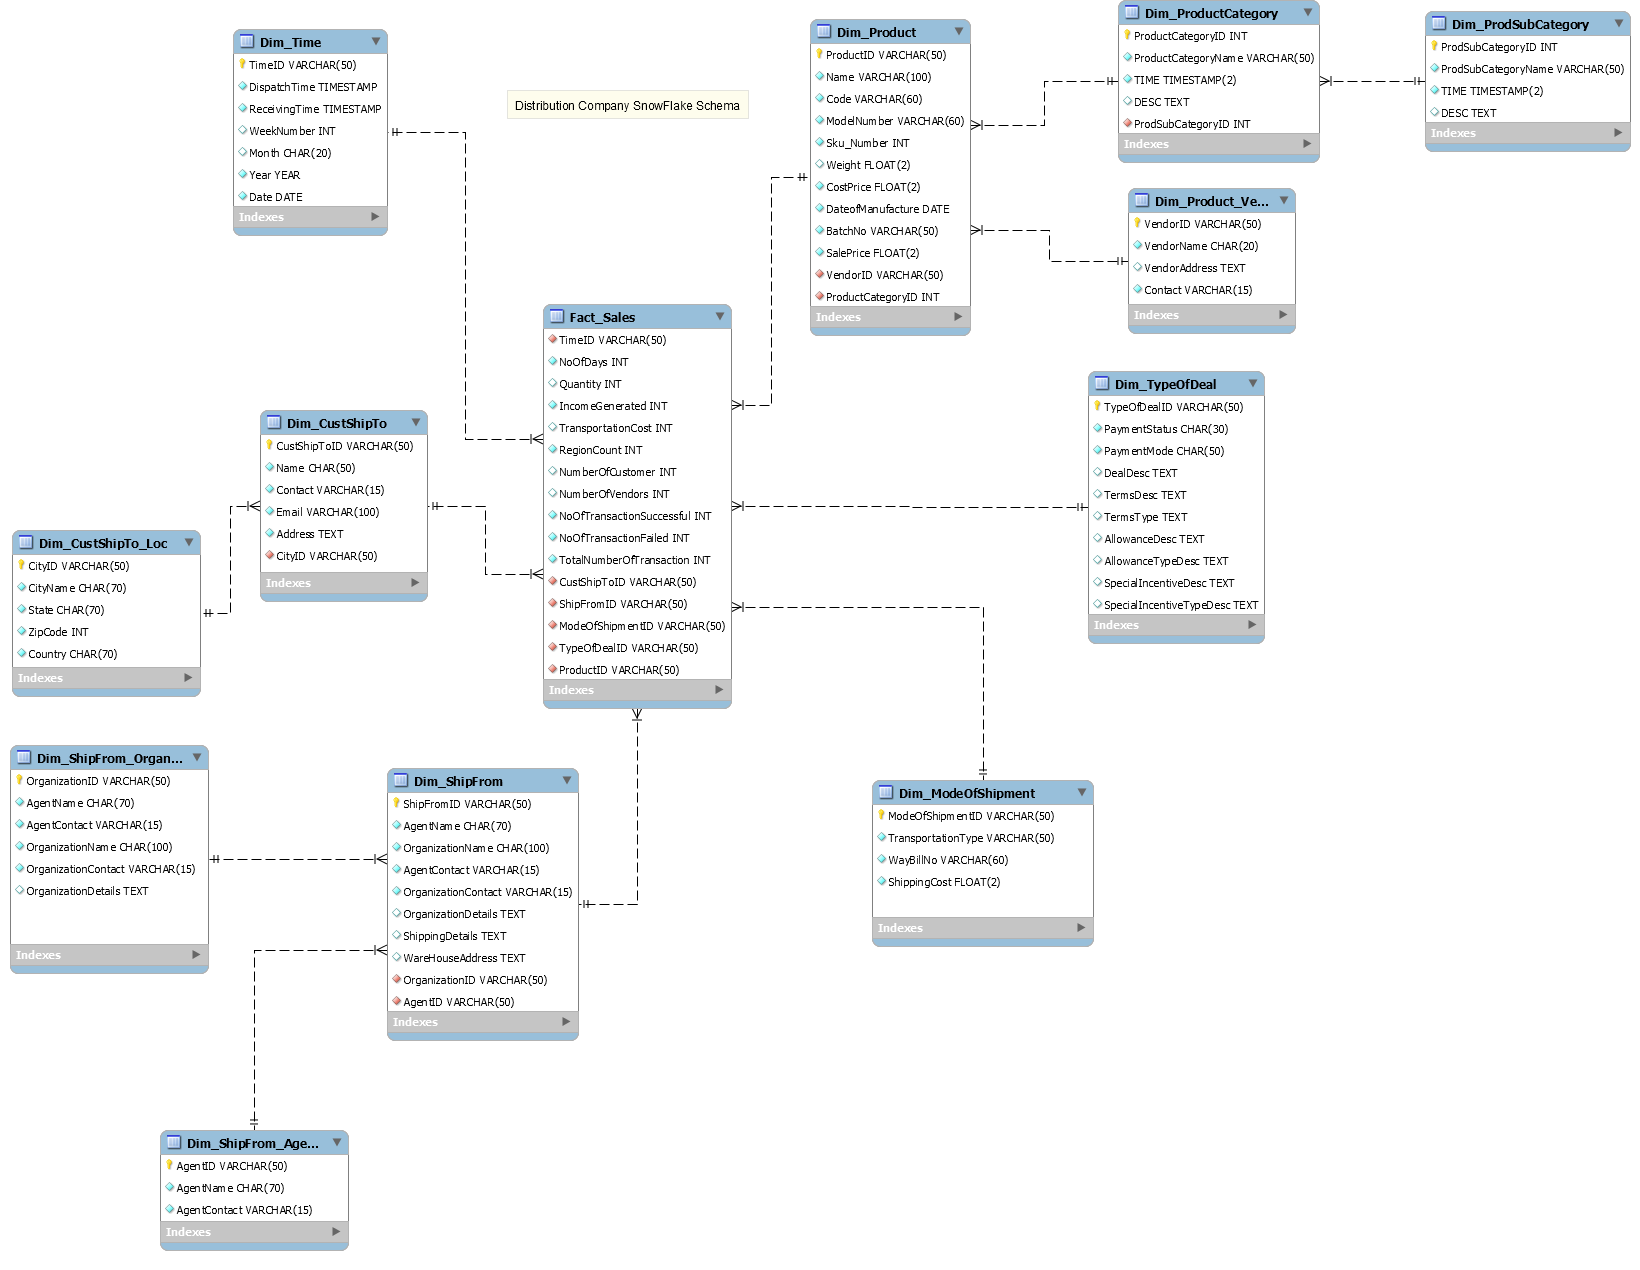 Dim_Time
TimeID VARCHAR(50)
DispatchTime TIMESTAMP
ReceivingTime TIMESTAMP
WeekNumber INT
Month CHAR(20)
Year YEAR
Date DATE
Indexes
Distribution Company SnowFlake Schema
Dim_Product
ProductID VARCHAR(50)
Name VARCHAR(100)
Code VARCHAR(60)
ModelNumber VARCHAR(60)
Sku_Number INT
Weight FLOAT(2)
CostPrice FLOAT(2)
DateofManufacture DATE
BatchNo VARCHAR(50)
SalePrice FLOAT(2)
VendorID VARCHAR(50)
ProductCategoryID INT
Indexes
Dim_ProductCategory
ProductCategoryID INT
ProductCategoryName VARCHAR(50)
TIME TIMESTAMP(2)
DESC TEXT
ProdSubCategoryID INT
Indexes
Dim_ProdSubCategory
ProdSubCategoryID INT
ProdSubCategoryName VARCHAR(50)
TIME TIMESTAMP(2)
DESC TEXT
Indexes
Dim_Product_Ve...
VendorID VARCHAR(50)
VendorName CHAR(20)
VendorAddress TEXT
Contact VARCHAR(15)
Indexes
Fact_Sales
TimeID VARCHAR(50)
NoOfDays INT
Quantity INT
IncomeGenerated INT
TransportationCost INT
RegionCount INT
NumberOfCustomer INT
NumberOfVendors INT
NoOfTransactionSuccessful INT
NoOfTransactionFailed INT
TotalNumberOfTransaction INT
CustShipToID VARCHAR(50)
ShipFromID VARCHAR(50)
ModeOfShipmentID VARCHAR(50)
TypeOfDealID VARCHAR(50)
ProductID VARCHAR(50)
Indexes
Dim_TypeOfDeal
TypeOfDealID VARCHAR(50)
PaymentStatus CHAR(30)
PaymentMode CHAR(50)
DealDesc TEXT
TermsDesc TEXT
TermsType TEXT
AllowanceDesc TEXT
AllowanceTypeDesc TEXT
SpecialIncentiveDesc TEXT
SpecialIncentiveTypeDesc TEXT
Indexes
Dim_CustShipTo
CustShipToID VARCHAR(50)
Name CHAR(50)
Contact VARCHAR(15)
Email VARCHAR(100)
Address TEXT
CityID VARCHAR(50)
Indexes
Dim_CustShipTo_Loc
CityID VARCHAR(50)
CityName CHAR(70)
State CHAR(70)
ZipCode INT
Country CHAR(70)
Indexes
Dim_ShipFrom_Organ...
OrganizationID VARCHAR(50)
AgentName CHAR(70)
AgentContact VARCHAR(15)
OrganizationName CHAR(100)
OrganizationContact VARCHAR(15)
OrganizationDetails TEXT
Indexes
Dim_ShipFrom
ShipFromID VARCHAR(50)
AgentName CHAR(70)
OrganizationName CHAR(100)
AgentContact VARCHAR(15)
OrganizationContact VARCHAR(15)
OrganizationDetails TEXT
ShippingDetails TEXT
WareHouseAddress TEXT
OrganizationID VARCHAR(50)
AgentID VARCHAR(50)
Indexes
Dim_ModeOfShipment
ModeOfShipmentID VARCHAR(50)
TransportationType VARCHAR(50)
WayBillNo VARCHAR(60)
ShippingCost FLOAT(2)
Indexes
Dim_ShipFrom_Age...
AgentID VARCHAR(50)
AgentName CHAR(70)
AgentContact VARCHAR(15)
Indexes